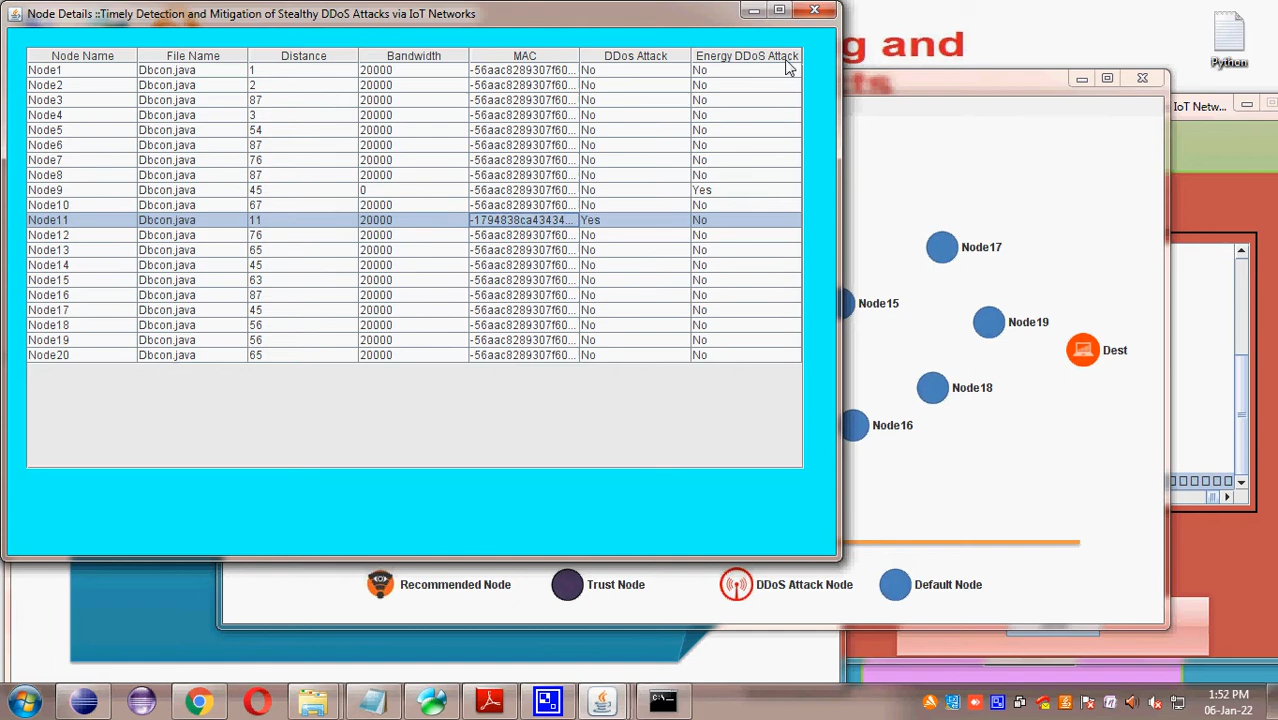 Node Details ::Timely Detection and Mitigation of Stealthy DDoS Attacks via IoT Networks
g and
Python
IoT Netw...
Node Name File Name Distance Bandwidth MAC DDos Attack Energy DDoS Attack
Node1 Dbcon.java 1 20000 -56aac8289307f60... No No
Node2 Dbcon.java 2 20000 -56aac8289307f60... No No
Node3 Dbcon.java 87 20000 -56aac8289307f60... No No
Node4 Dbcon.java 3 20000 -56aac8289307f60... No No
Node5 Dbcon.java 54 20000 -56aac8289307f60... No No
Node6 Dbcon.java 87 20000 -56aac8289307f60... No No
Node7 Dbcon.java 76 20000 -56aac8289307f60... No No
Node8 Dbcon.java 87 20000 -56aac8289307f60... No No
Node9 Dbcon.java 45 0 -56aac8289307f60... No Yes
Node10 Dbcon.java 67 20000 -56aac8289307f60... No No
Node11 Dbcon.java 11 20000 -1794838ca43434... Yes No
Node12 Dbcon.java 76 20000 -56aac8289307f60... No No
Node13 Dbcon.java 65 20000 -56aac8289307f60... No No
Node14 Dbcon.java 45 20000 -56aac8289307f60... No No
Node15 Dbcon.java 63 20000 -56aac8289307f60... No No
Node16 Dbcon.java 87 20000 -56aac8289307f60... No No
Node17 Dbcon.java 45 20000 -56aac8289307f60... No No
Node18 Dbcon.java 56 20000 -56aac8289307f60... No No
Node19 Dbcon.java 56 20000 -56aac8289307f60... No No
Node20 Dbcon.java 65 20000 -56aac8289307f60... No No
Node17
Node15
Node19
Dest
Node18
Node16
Recommended Node
Trust Node
DDoS Attack Node
Default Node
1:52 PM
06-Jan-22